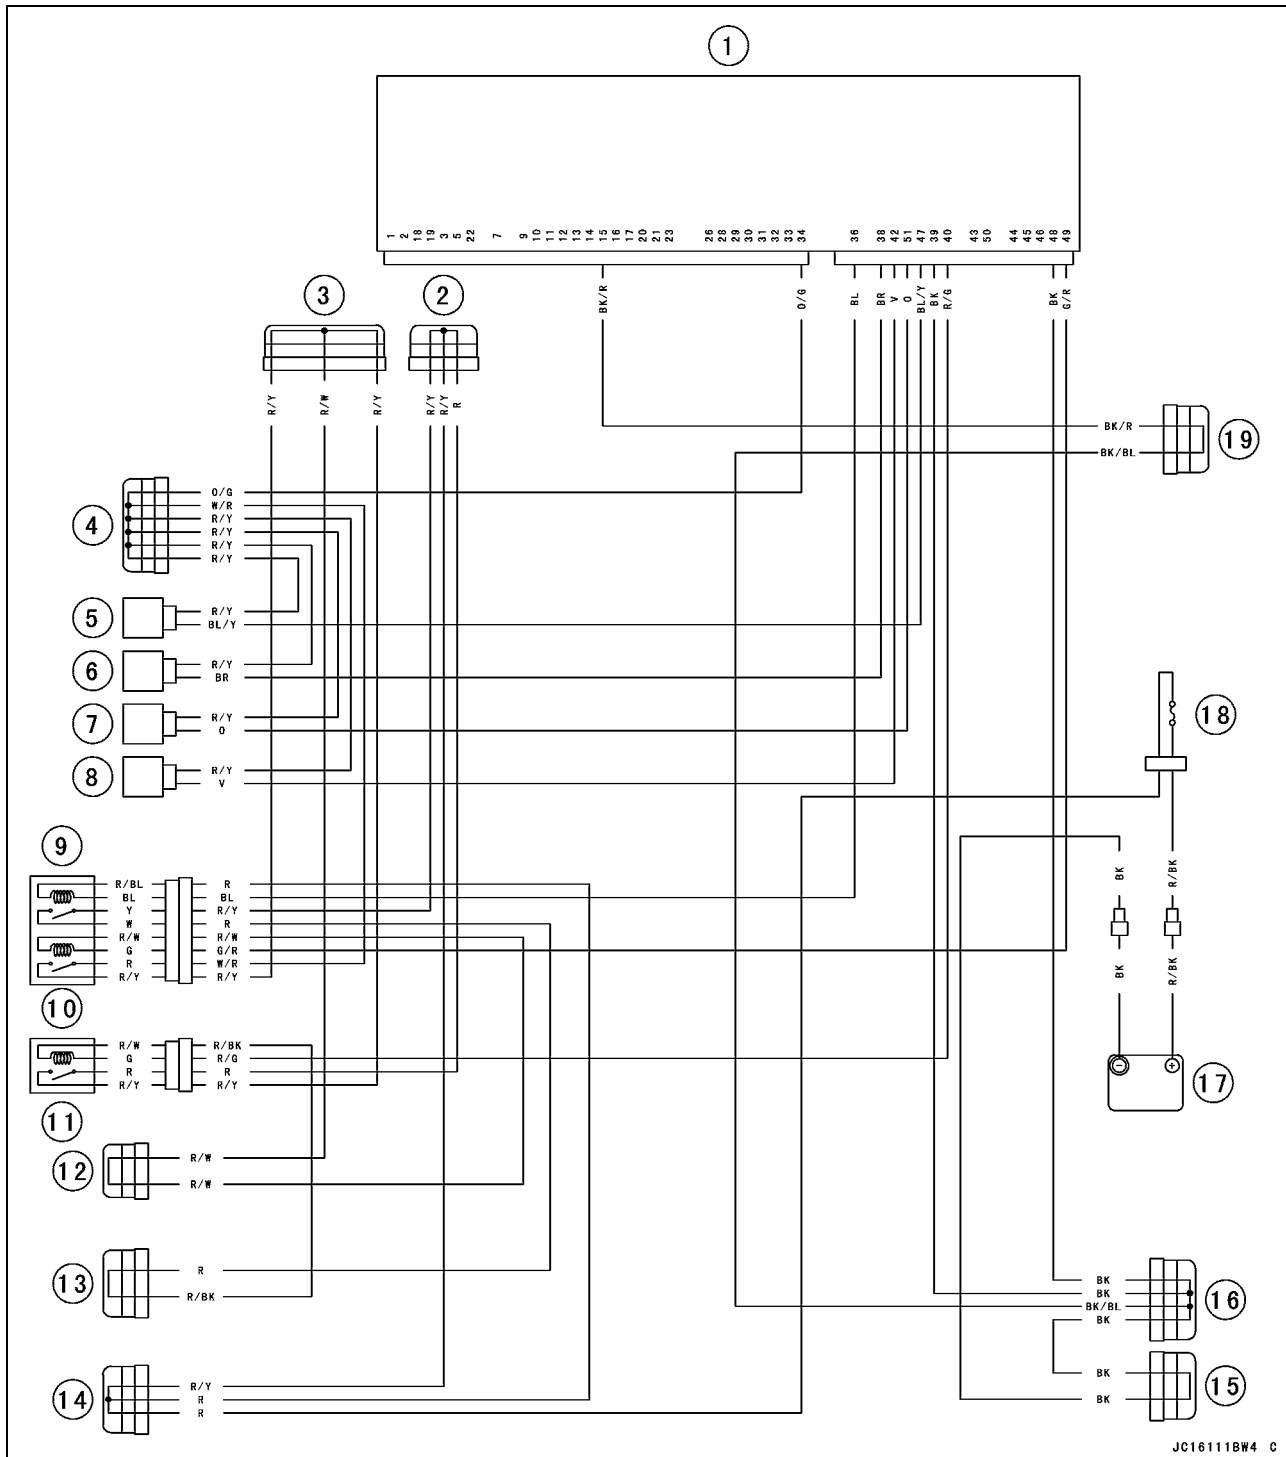 1
1 2 18 19 3 5 22 7 9 10 11 12 13 14 15 16 17 20 21 23 26 28 29 30 31 32 33 34 36 38 42 51 47 39 40 43 50 44 45 46 48 49
BK/R O/G BL BR V O BL/Y BK R/G BK G/R
3 2
R/Y R/W R/Y R/Y R/Y R
BK/R
BK/BL
19
4
O/G
W/R
R/Y
R/Y
R/Y
R/Y
5
R/Y
BL/Y
6
R/Y
BR
7
R/Y
O
8
R/Y
V
18
9
R/BL R
BL BL
Y R/Y
W R
R/W R/W
G G/R
R W/R
R/Y R/Y
10
BK R/BK
BK R/BK
- +
17
R/W R/BK
G R/G
R R
R/Y R/Y
11
12
R/W
R/W
13
R
R/BK
14
R/Y
R
R
BK
BK
BK/BL
BK
16
BK
BK
15
JC16111BW4 C